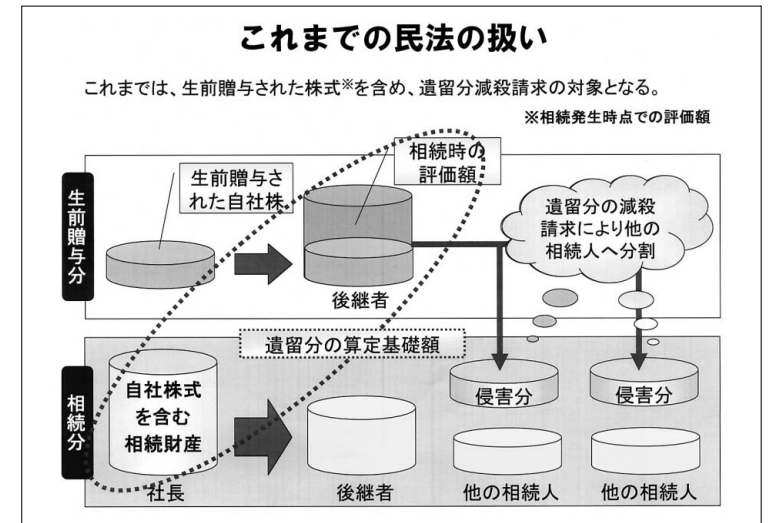 これまでの民法の扱い
これまでは、生前贈与された株式※を含め、遺留分減殺請求の対象となる。
※相続発生時点での評価額
生前贈与分
生前贈与さ
れた自社株
相続時の
評価額
遺留分の減殺
請求により他の
相続人へ分割
後継者
遺留分の算定基礎額
相続分
自社株式
を含む
相続財産
侵害分
侵害分
社長
後継者
他の相続人
他の相続人